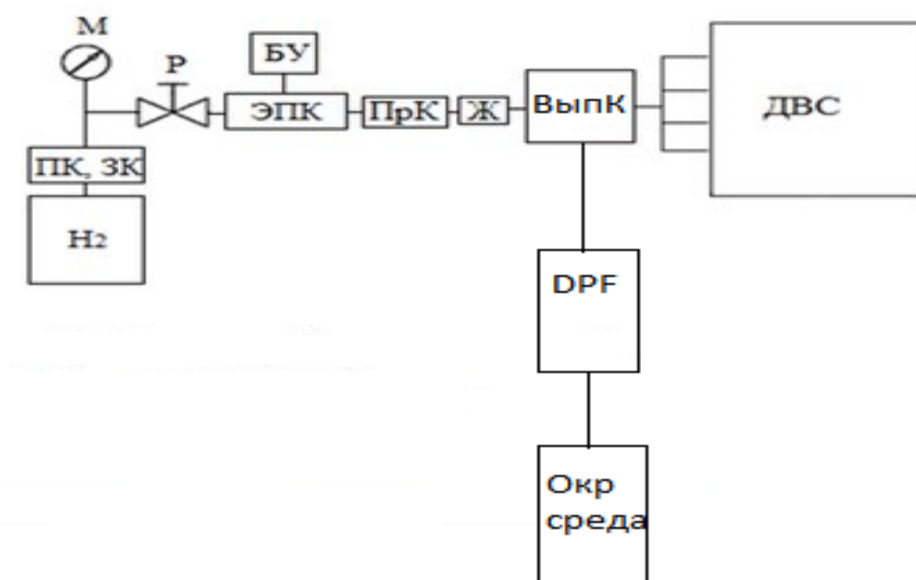 М
Р
БУ
ЭПК
ПрК
Ж
ВыпК
ДВС
ПК, ЗК
H2
DPF
Окр
среда